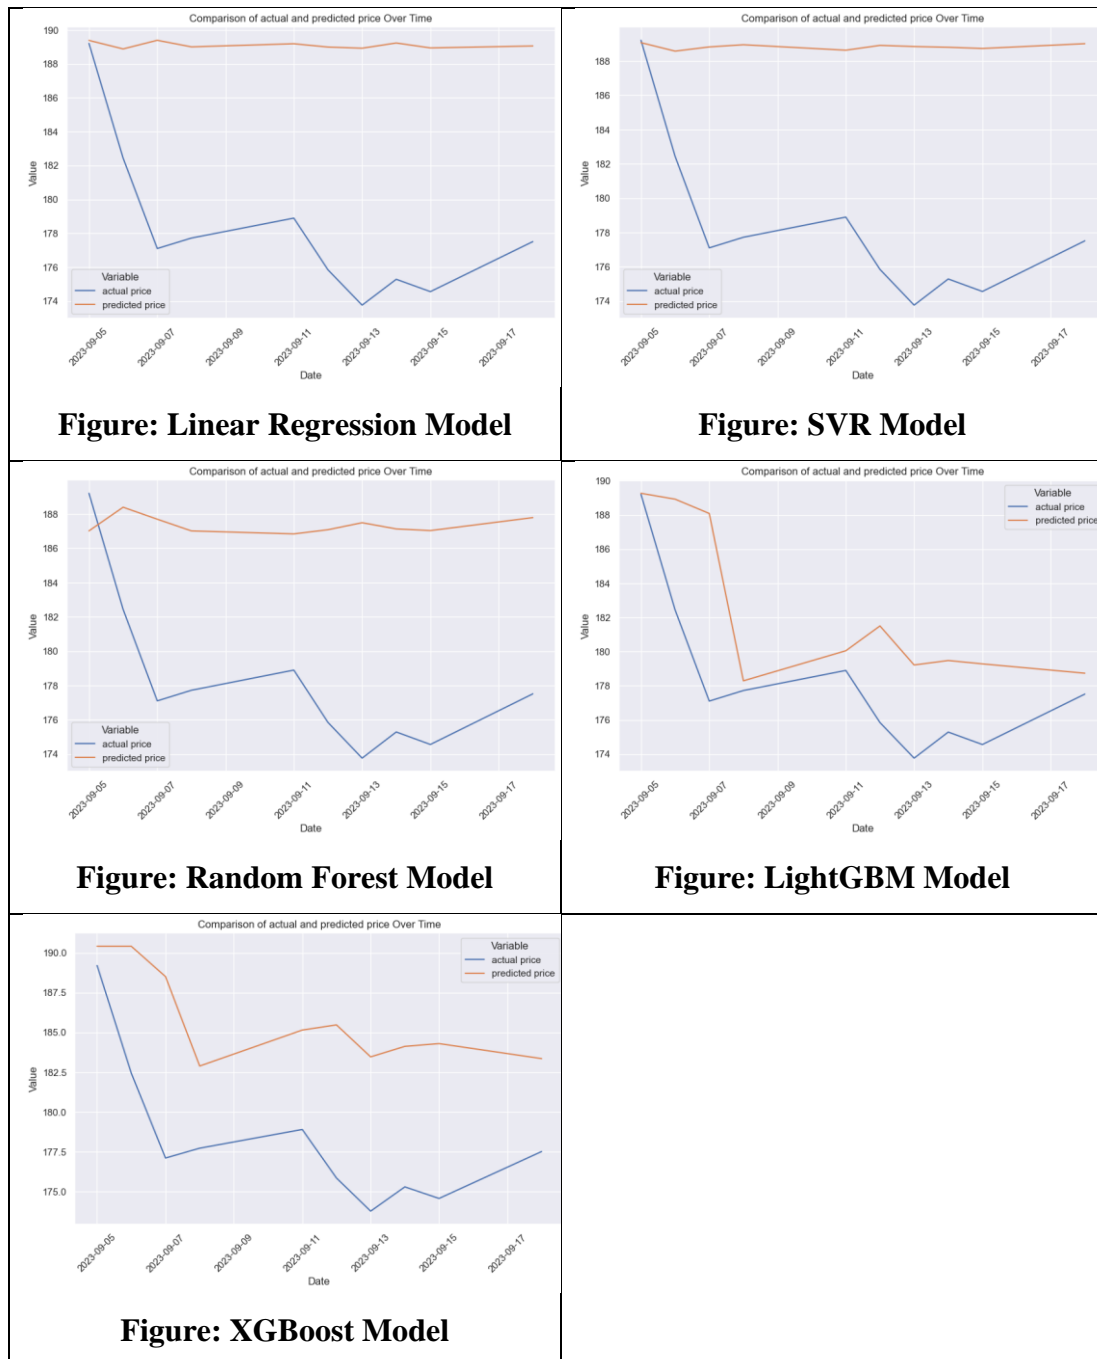 Comparison of actual and predicted price Over Time
190
188
186
184
182
180
178
176
174
Value
Variable
actual price
predicted price
2023-09-05
2023-09-07
2023-09-09
2023-09-11
2023-09-13
2023-09-15
2023-09-17
Date
Figure: Linear Regression Model
Comparison of actual and predicted price Over Time
188
186
184
182
180
178
176
174
Value
Variable
actual price
predicted price
2023-09-05
2023-09-07
2023-09-09
2023-09-11
2023-09-13
2023-09-15
2023-09-17
Date
Figure: SVR Model
Comparison of actual and predicted price Over Time
188
186
184
182
180
178
176
174
Value
Variable
actual price
predicted price
2023-09-05
2023-09-07
2023-09-09
2023-09-11
2023-09-13
2023-09-15
2023-09-17
Date
Figure: Random Forest Model
Comparison of actual and predicted price Over Time
190
188
186
184
182
180
178
176
174
Value
Variable
actual price
predicted price
2023-09-05
2023-09-07
2023-09-09
2023-09-11
2023-09-13
2023-09-15
2023-09-17
Date
Figure: LightGBM Model
Comparison of actual and predicted price Over Time
190.0
187.5
185.0
182.5
180.0
177.5
175.0
Value
Variable
actual price
predicted price
2023-09-05
2023-09-07
2023-09-09
2023-09-11
2023-09-13
2023-09-15
2023-09-17
Date
Figure: XGBoost Model